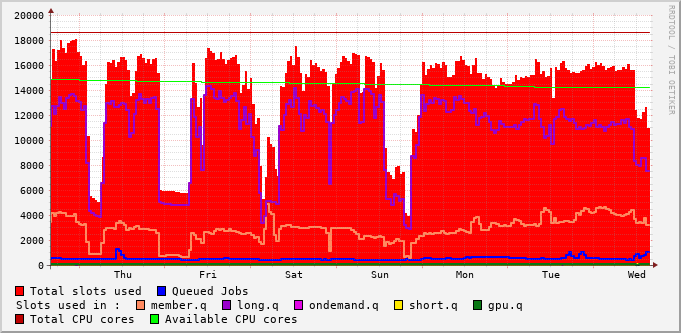 20000
18000
16000
14000
12000
10000
8000
6000
4000
2000
0
Thu Fri Sat Sun Mon Tue Wed
RRDTOOL / TOBI OETIKER
Total slots used Queued Jobs
Slots used in : member.q long.q ondemand.q short.q gpu.q
Total CPU cores Available CPU cores